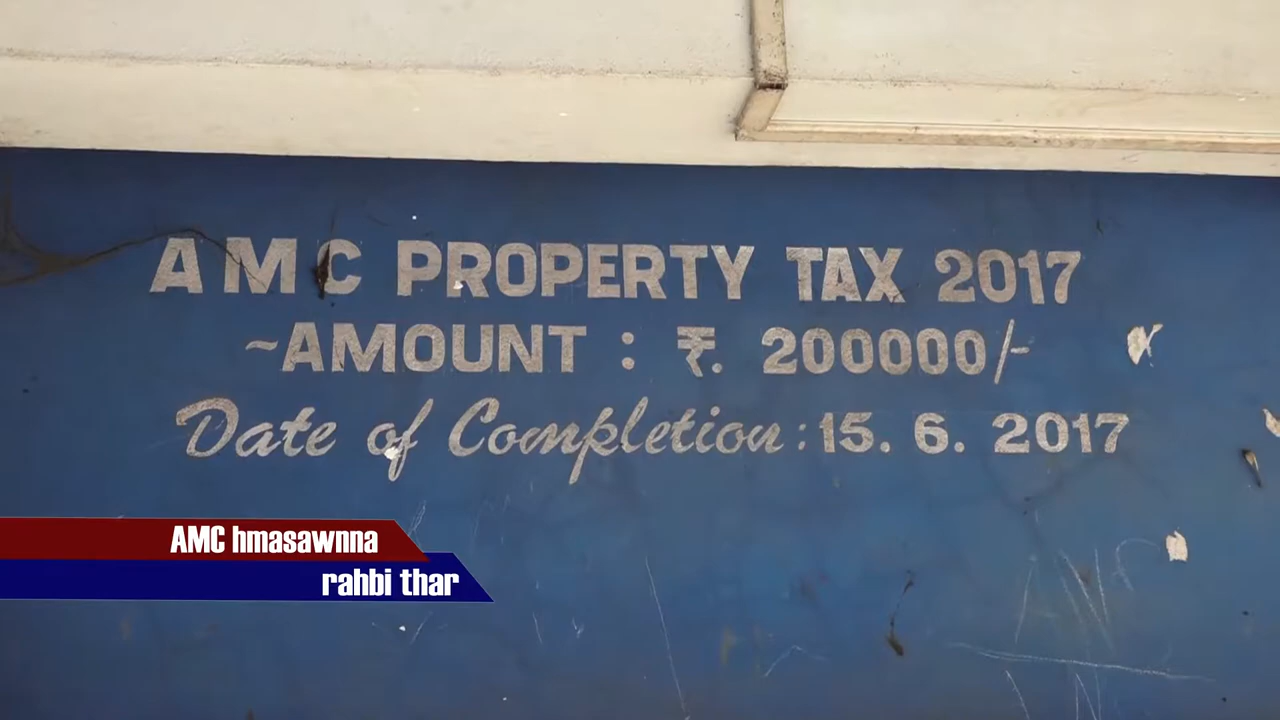 AMC PROPERTY TAX 2017
~AMOUNT : ₹. 200000/-
Date of Completion : 15. 6. 2017
AMC hmasawnna
rahbi thar